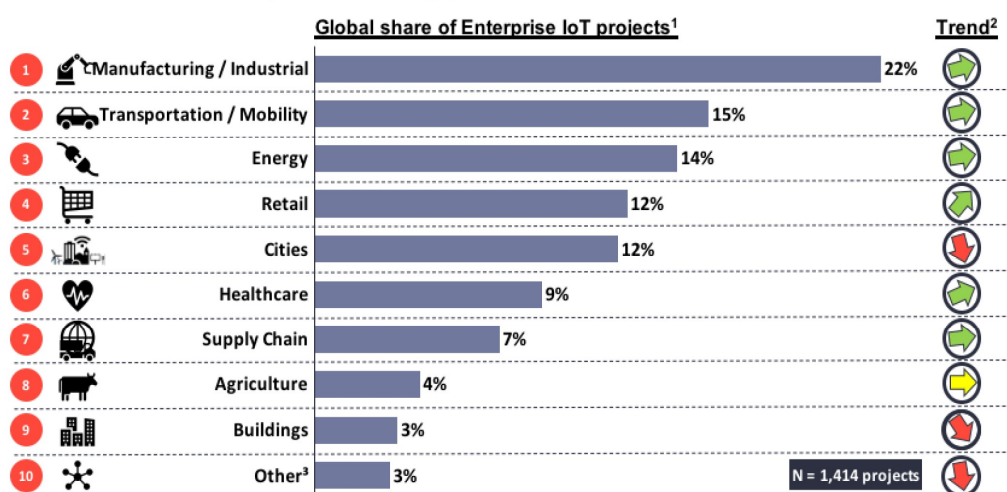 Global share of Enterprise IoT projects¹ Trend²
1 Manufacturing / Industrial 22%
2 Transportation / Mobility 15%
3 Energy 14%
4 Retail 12%
5 Cities 12%
6 Healthcare 9%
7 Supply Chain 7%
8 Agriculture 4%
9 Buildings 3%
10 Other³ 3%
N = 1,414 projects